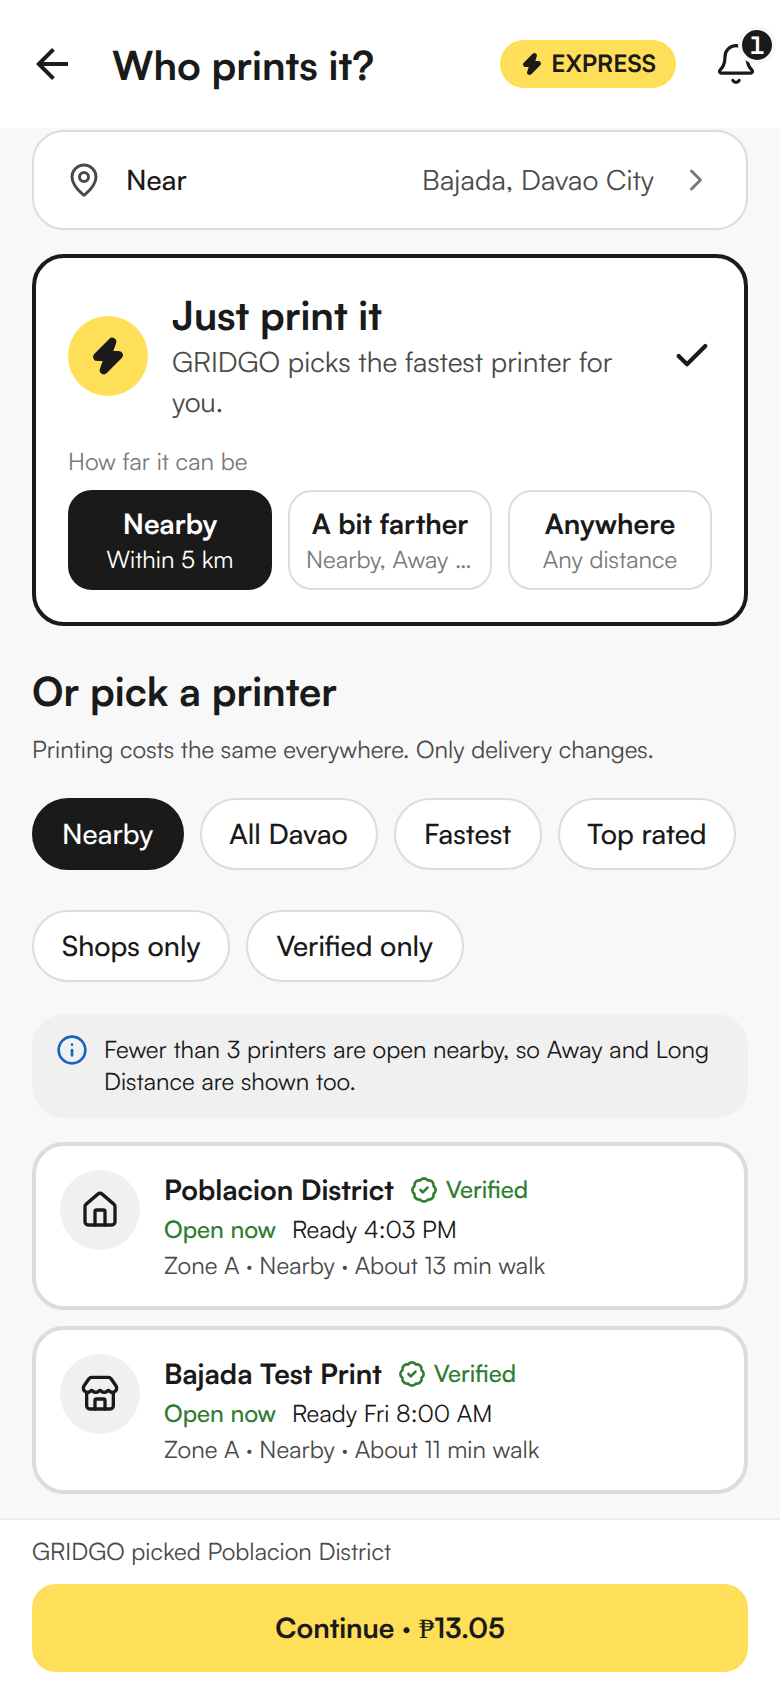 Who prints it?
EXPRESS
1
Near
Bajada, Davao City
Just print it
GRIDGO picks the fastest printer for
you.
How far it can be
Nearby
Within 5 km
A bit farther
Nearby, Away ...
Anywhere
Any distance
Or pick a printer
Printing costs the same everywhere. Only delivery changes.
Nearby
All Davao
Fastest
Top rated
Shops only
Verified only
Fewer than 3 printers are open nearby, so Away and Long
Distance are shown too.
Poblacion District Verified
Open now Ready 4:03 PM
Zone A · Nearby · About 13 min walk
Bajada Test Print Verified
Open now Ready Fri 8:00 AM
Zone A · Nearby · About 11 min walk
GRIDGO picked Poblacion District
Continue · ₱13.05